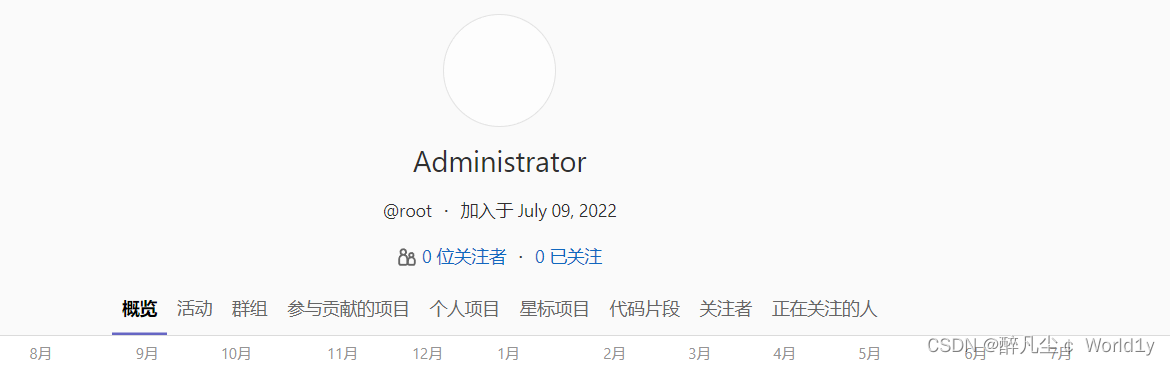 Administrator
@root · 加入于 July 09, 2022
0 位关注者 · 0 已关注
概览 活动 群组 参与贡献的项目 个人项目 星标项目 代码片段 关注者 正在关注的人
8月 9月 10月 11月 12月 1月 2月 3月 4月 5月 6月 7月
CSDN @醉凡尘ζ World1y